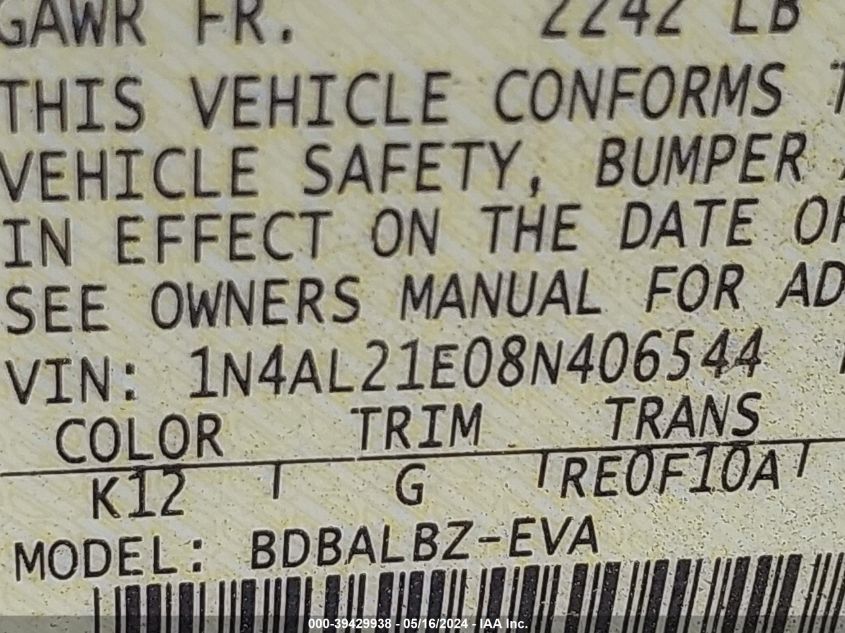 GAWR FR. 2242 LB
THIS VEHICLE CONFORMS
VEHICLE SAFETY, BUMPER
IN EFFECT ON THE DATE OF
SEE OWNERS MANUAL FOR AD
VIN: 1N4AL21E08N406544
COLOR TRIM TRANS
K12 G RE0F10A
MODEL: BDBALBZ-EVA
000-39429938 - 05/16/2024 - IAA Inc.